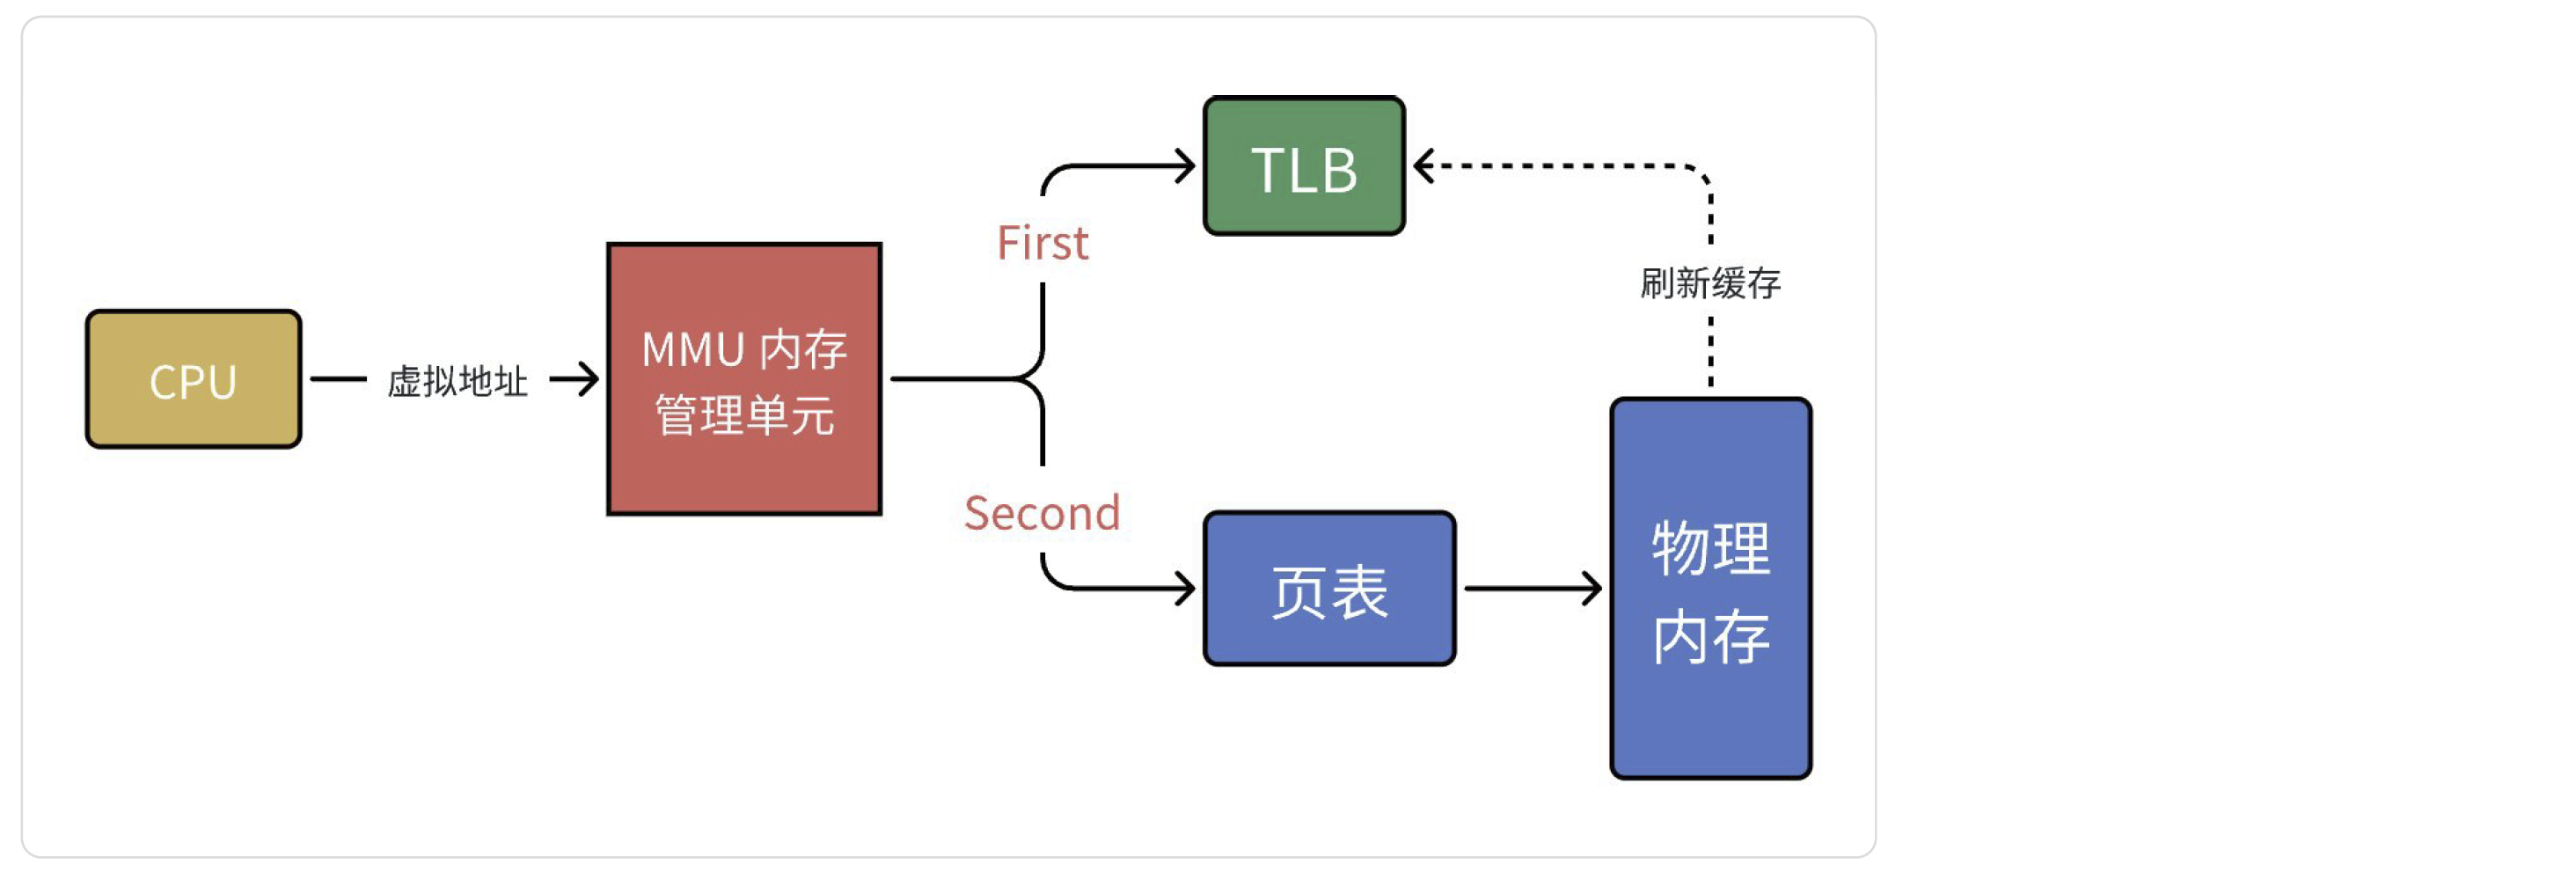 CPU
虚拟地址
MMU 内存
管理单元
First
TLB
刷新缓存
Second
页表
物理
内存